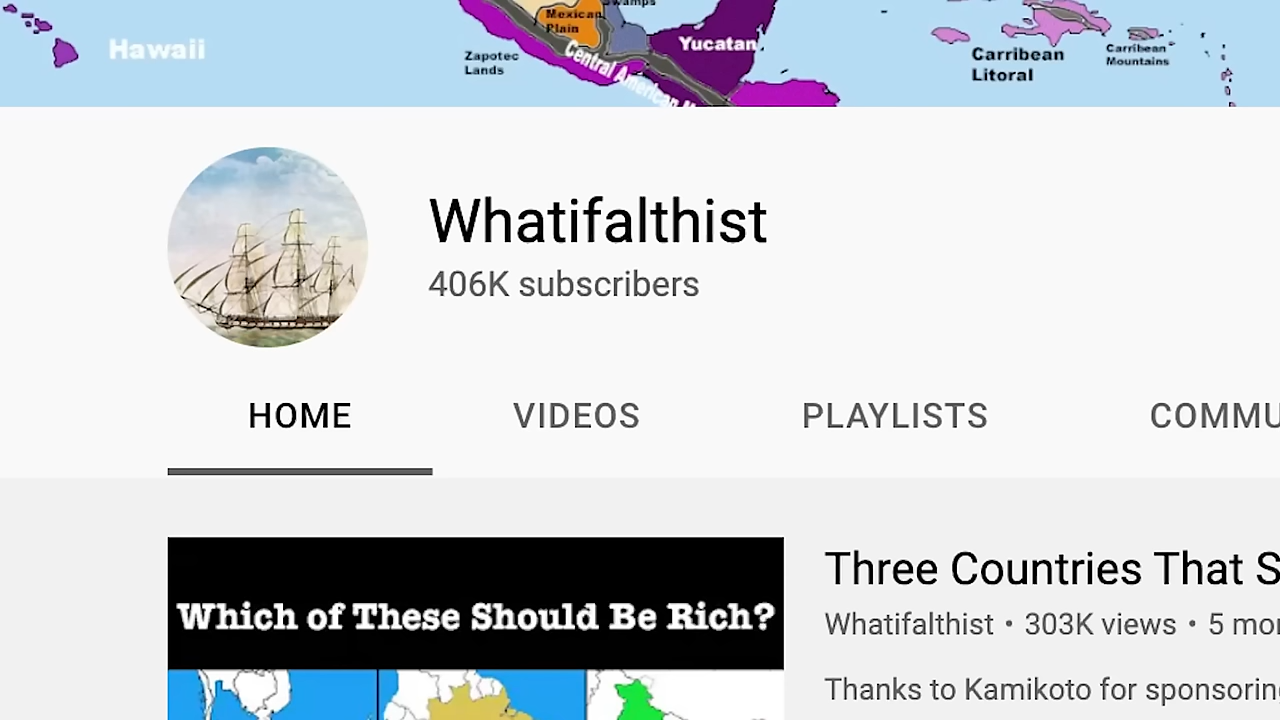 Swamps
Mexican
Plain
Hawaii
Yucatan
Zapotec
Lands
Central American
Carribean
Litoral
Carribean
Mountains
Whatifalthist
406K subscribers
HOME
VIDEOS
PLAYLISTS
COMMU
Which of These Should Be Rich?
Three Countries That S
Whatifalthist • 303K views • 5 mo
Thanks to Kamikoto for sponsorin